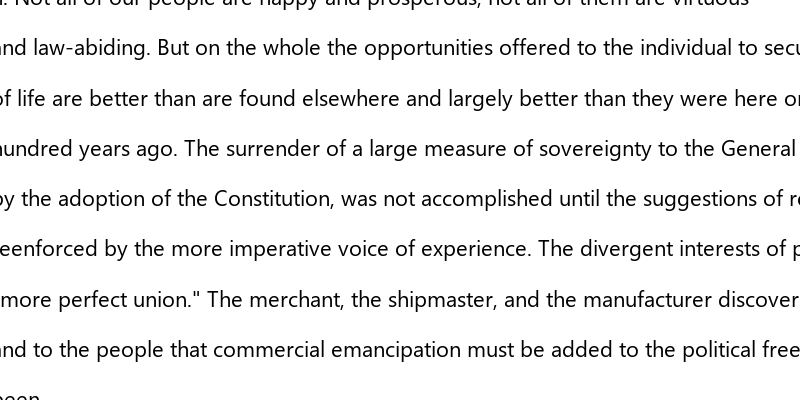 . Not all of our people are happy and prosperous; not all of them are virtuous
and law-abiding. But on the whole the opportunities offered to the individual to secu
of life are better than are found elsewhere and largely better than they were here o
hundred years ago. The surrender of a large measure of sovereignty to the General
by the adoption of the Constitution, was not accomplished until the suggestions of re
eenforced by the more imperative voice of experience. The divergent interests of p
more perfect union." The merchant, the shipmaster, and the manufacturer discover
and to the people that commercial emancipation must be added to the political free
been